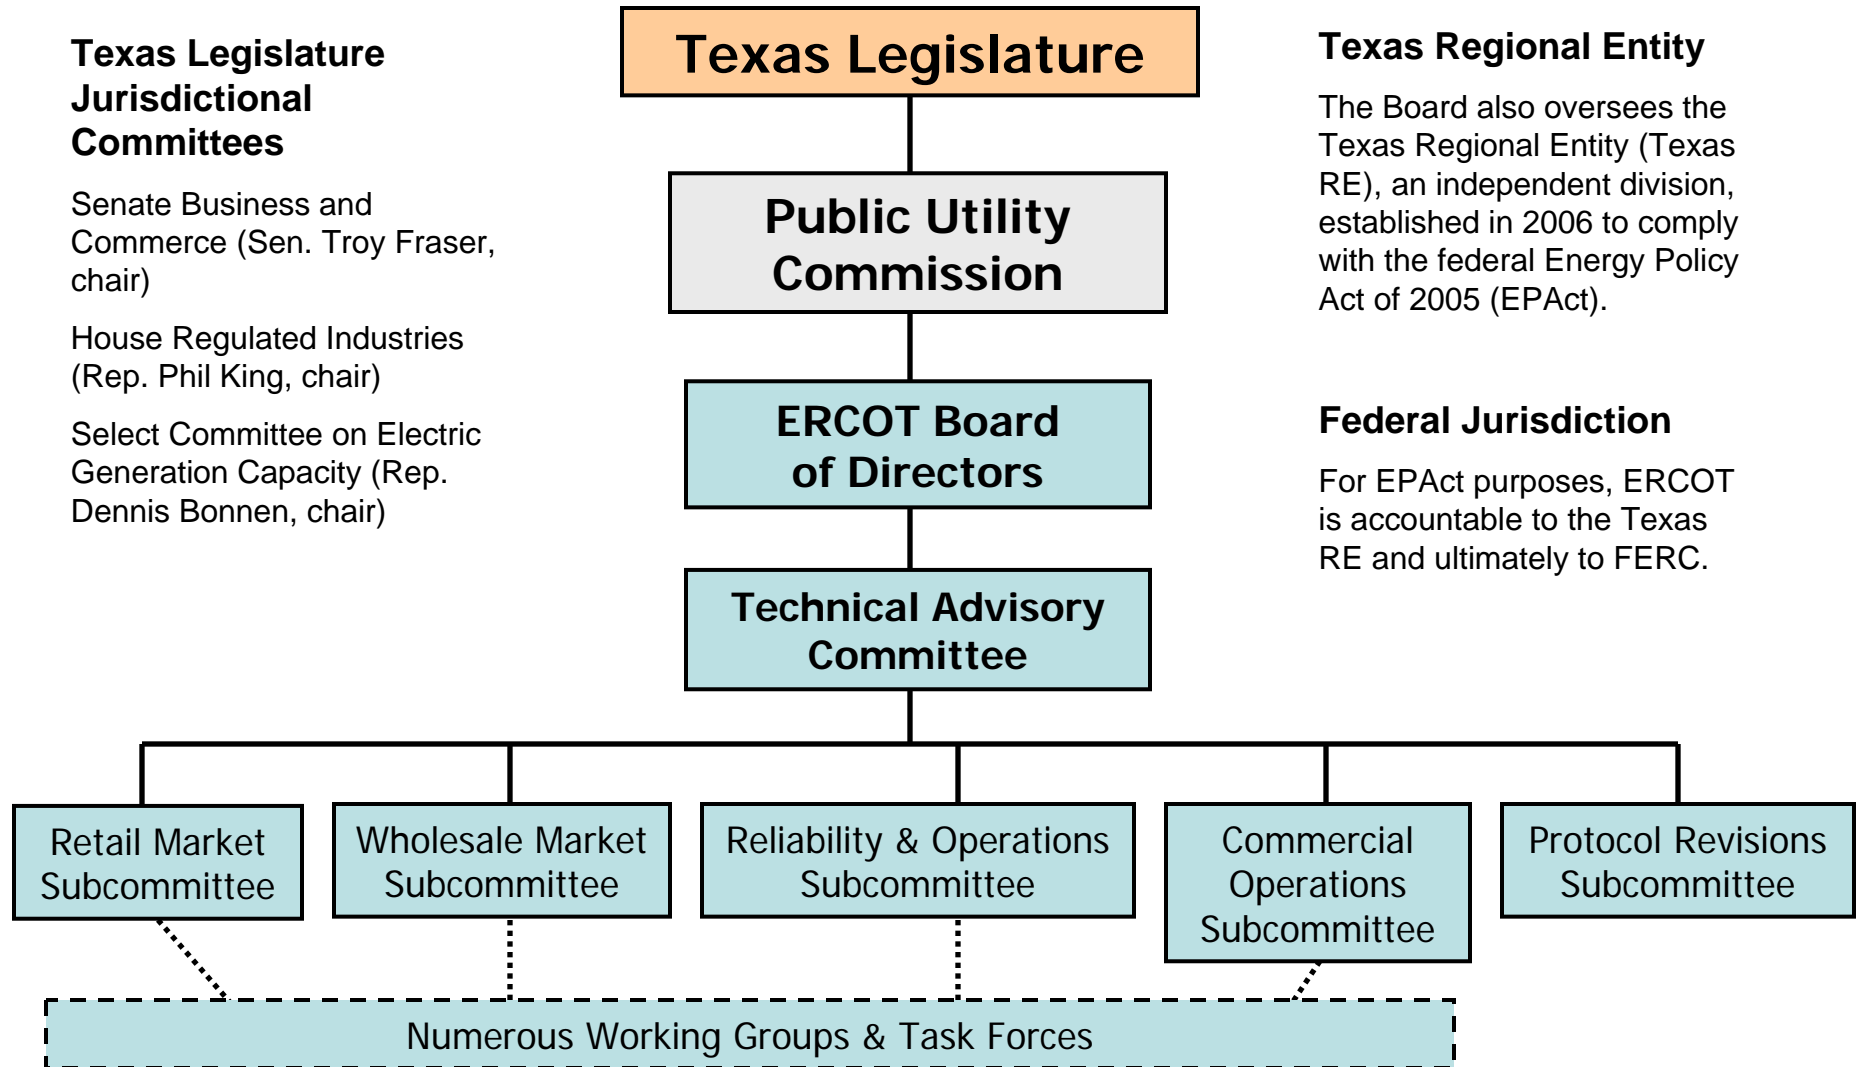 Texas Legislature
Jurisdictional
Committees
Senate Business and
Commerce (Sen. Troy Fraser,
chair)
House Regulated Industries
(Rep. Phil King, chair)
Select Committee on Electric
Generation Capacity (Rep.
Dennis Bonnen, chair)
Texas Legislature
Public Utility
Commission
ERCOT Board
of Directors
Technical Advisory
Committee
Texas Regional Entity
The Board also oversees the
Texas Regional Entity (Texas
RE), an independent division,
established in 2006 to comply
with the federal Energy Policy
Act of 2005 (EPAct).
Federal Jurisdiction
For EPAct purposes, ERCOT
is accountable to the Texas
RE and ultimately to FERC.
Retail Market
Subcommittee
Wholesale Market
Subcommittee
Reliability & Operations
Subcommittee
Commercial
Operations
Subcommittee
Protocol Revisions
Subcommittee
Numerous Working Groups & Task Forces